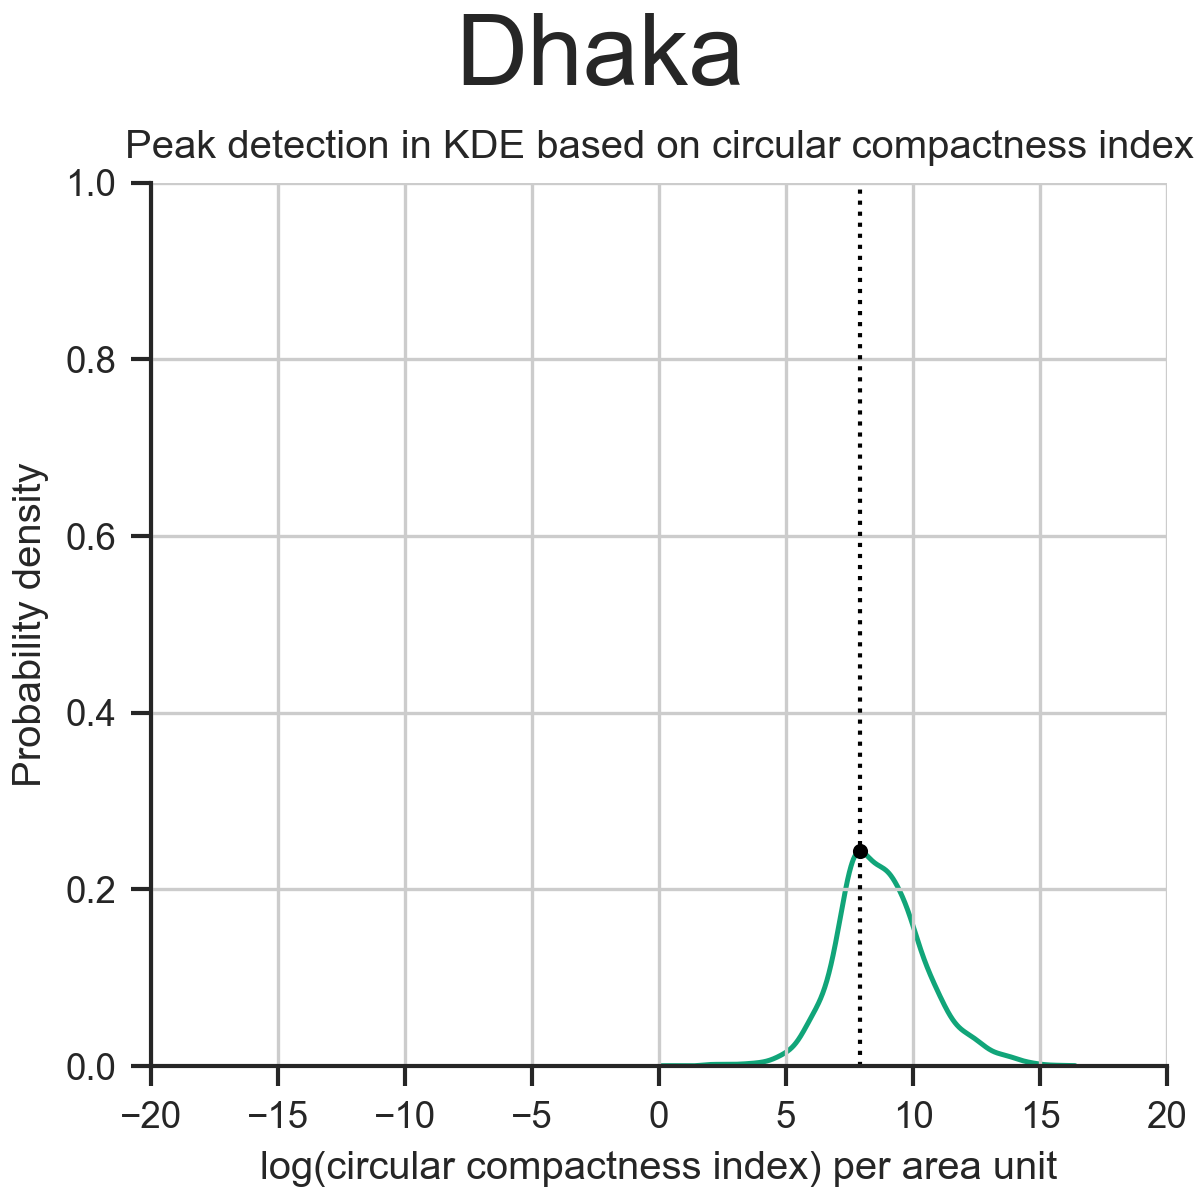 Dhaka
Peak detection in KDE based on circular compactness index
1.0
0.8
0.6
0.4
0.2
0.0
Probability density
−20 −15 −10 −5 0 5 10 15 20
log(circular compactness index) per area unit